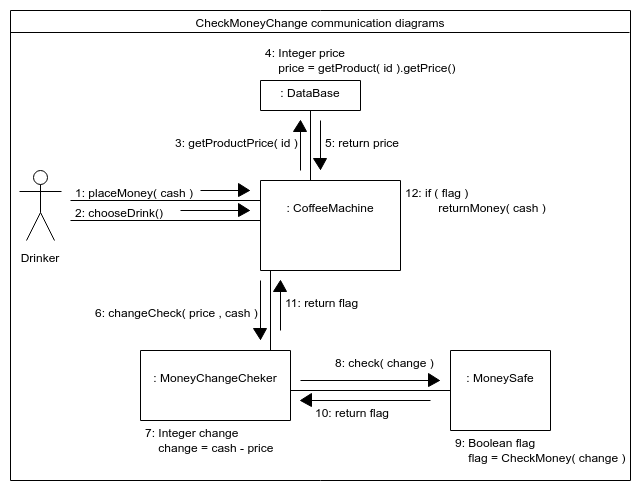 CheckMoneyChange communication diagrams
4: Integer price
price = getProduct( id ).getPrice()
: DataBase
3: getProductPrice( id )
5: return price
1: placeMoney( cash )
2: chooseDrink()
: CoffeeMachine
12: if ( flag )
returnMoney( cash )
Drinker
6: changeCheck( price , cash )
11: return flag
: MoneyChangeCheker
8: check( change )
: MoneySafe
10: return flag
7: Integer change
change = cash - price
9: Boolean flag
flag = CheckMoney( change )